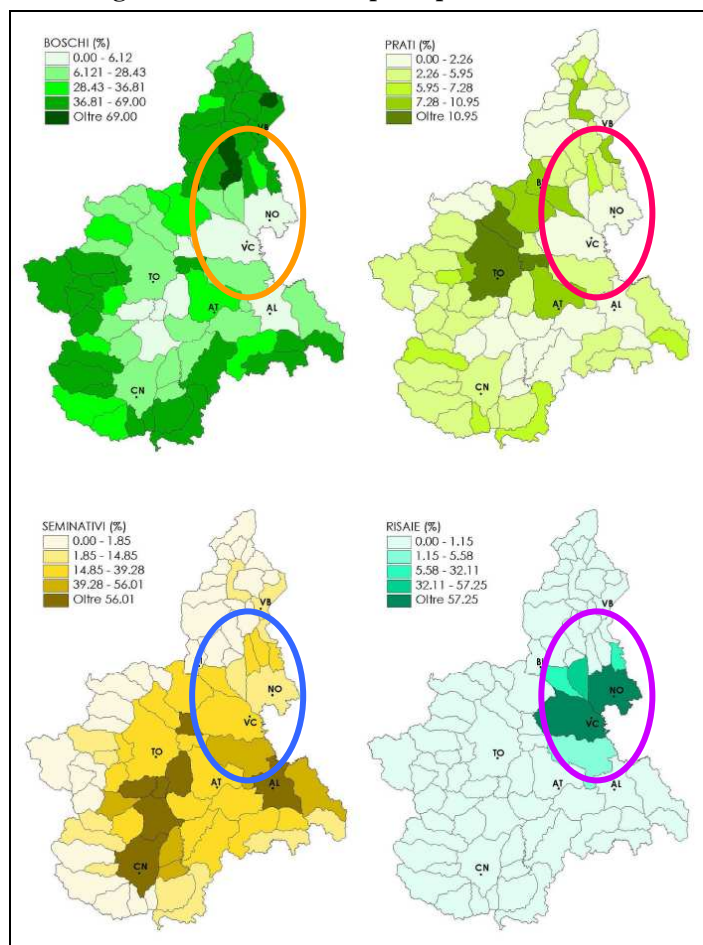 BOSCHI (%)
0.00 - 6.12
6.121 - 28.43
28.43 - 36.81
36.81 - 69.00
Oltre 69.00
VB
NO
VC
TO
AT
AL
CN
PRATI (%)
0.00 - 2.26
2.26 - 5.95
5.95 - 7.28
7.28 - 10.95
Oltre 10.95
VB
NO
VC
TO
AT
AL
CN
SEMINATIVI (%)
0.00 - 1.85
1.85 - 14.85
14.85 - 39.28
39.28 - 56.01
Oltre 56.01
VB
NO
VC
TO
AT
AL
CN
RISAIE (%)
0.00 - 1.15
1.15 - 5.58
5.58 - 32.11
32.11 - 57.25
Oltre 57.25
VB
NO
VC
TO
AT
AL
CN